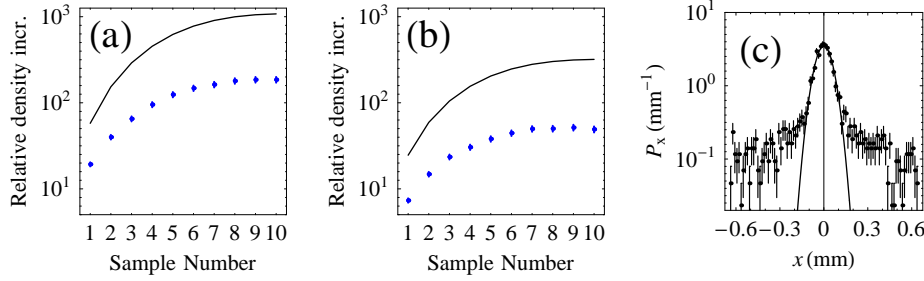 (a)
Relative density incr.
10³
10²
10¹
1 2 3 4 5 6 7 8 9 10
Sample Number
(b)
Relative density incr.
10³
10²
10¹
1 2 3 4 5 6 7 8 9 10
Sample Number
(c)
Pₓ (mm⁻¹)
10¹
10⁰
10⁻¹
−0.6 −0.3 0 0.3 0.6
x (mm)